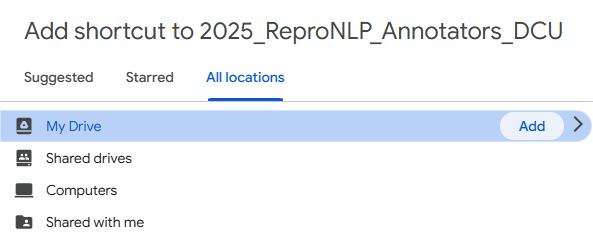 Add shortcut to 2025_ReproNLP_Annotators_DCU
Suggested Starred All locations
My Drive Add
Shared drives
Computers
Shared with me